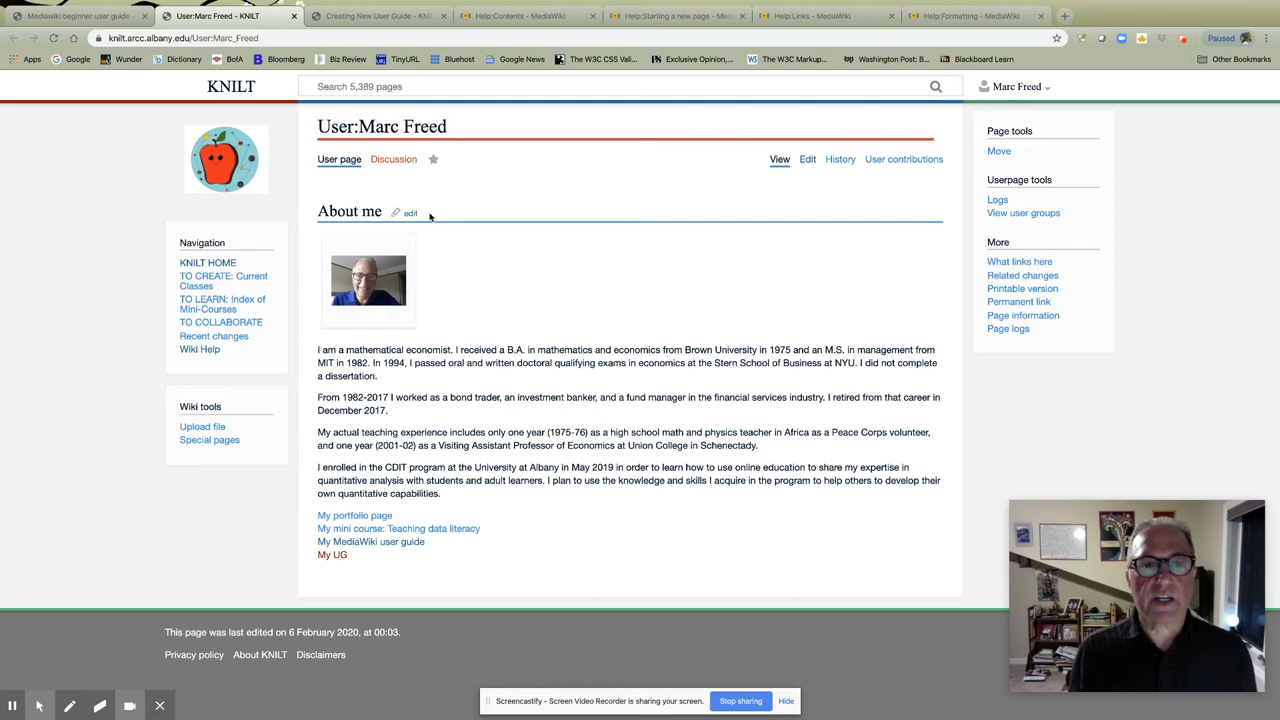 Mediawiki beginner user guide
User:Marc Freed - KNILT
Creating New User Guide - KNIL
Help:Contents - MediaWiki
Help:Starting a new page - Med
Help:Links - MediaWiki
Help:Formatting - MediaWiki
knilt.arcc.albany.edu/User:Marc_Freed
Paused
Apps
Google
Wunder
Dictionary
BofA
Bloomberg
Biz Review
TinyURL
Bluehost
Google News
The W3C CSS Vali...
Exclusive Opinion,...
The W3C Markup...
Washington Post: B...
Blackboard Learn
Other Bookmarks
KNILT
Search 5,389 pages
Marc Freed
User:Marc Freed
User page
Discussion
View
Edit
History
User contributions
About me
edit
I am a mathematical economist. I received a B.A. in mathematics and economics from Brown University in 1975 and an M.S. in management from
MIT in 1982. In 1994, I passed oral and written doctoral qualifying exams in economics at the Stern School of Business at NYU. I did not complete
a dissertation.
From 1982-2017 I worked as a bond trader, an investment banker, and a fund manager in the financial services industry. I retired from that career in
December 2017.
My actual teaching experience includes only one year (1975-76) as a high school math and physics teacher in Africa as a Peace Corps volunteer,
and one year (2001-02) as a Visiting Assistant Professor of Economics at Union College in Schenectady.
I enrolled in the CDIT program at the University at Albany in May 2019 in order to learn how to use online education to share my expertise in
quantitative analysis with students and adult learners. I plan to use the knowledge and skills I acquire in the program to help others to develop their
own quantitative capabilities.
My portfolio page
My mini course: Teaching data literacy
My MediaWiki user guide
My UG
Navigation
KNILT HOME
TO CREATE: Current
Classes
TO LEARN: Index of
Mini-Courses
TO COLLABORATE
Recent changes
Wiki Help
Wiki tools
Upload file
Special pages
Page tools
Move
Userpage tools
Logs
View user groups
More
What links here
Related changes
Printable version
Permanent link
Page information
Page logs
This page was last edited on 6 February 2020, at 00:03.
Privacy policy
About KNILT
Disclaimers
Screencastify - Screen Video Recorder is sharing your screen.
Stop sharing
Hide